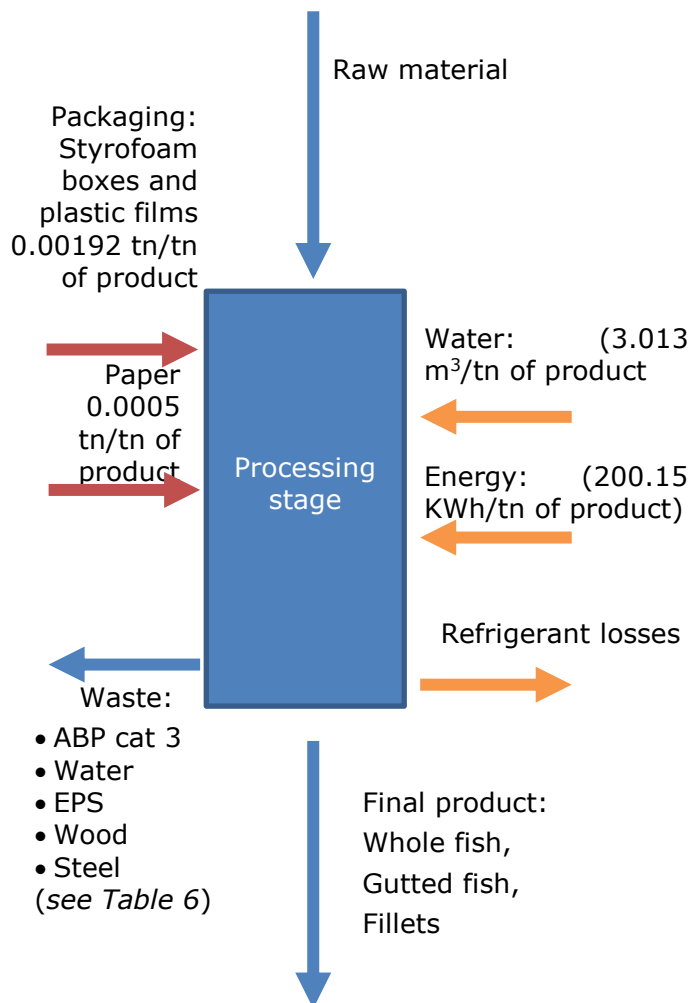 Raw material
Packaging:
Styrofoam
boxes and
plastic films
0.00192 tn/tn
of product
Paper
0.0005
tn/tn of
product
Water: (3.013
m³/tn of product
Processing
stage
Energy: (200.15
KWh/tn of product)
Refrigerant losses
Waste:
• ABP cat 3
• Water
• EPS
• Wood
• Steel
(see Table 6)
Final product:
Whole fish,
Gutted fish,
Fillets